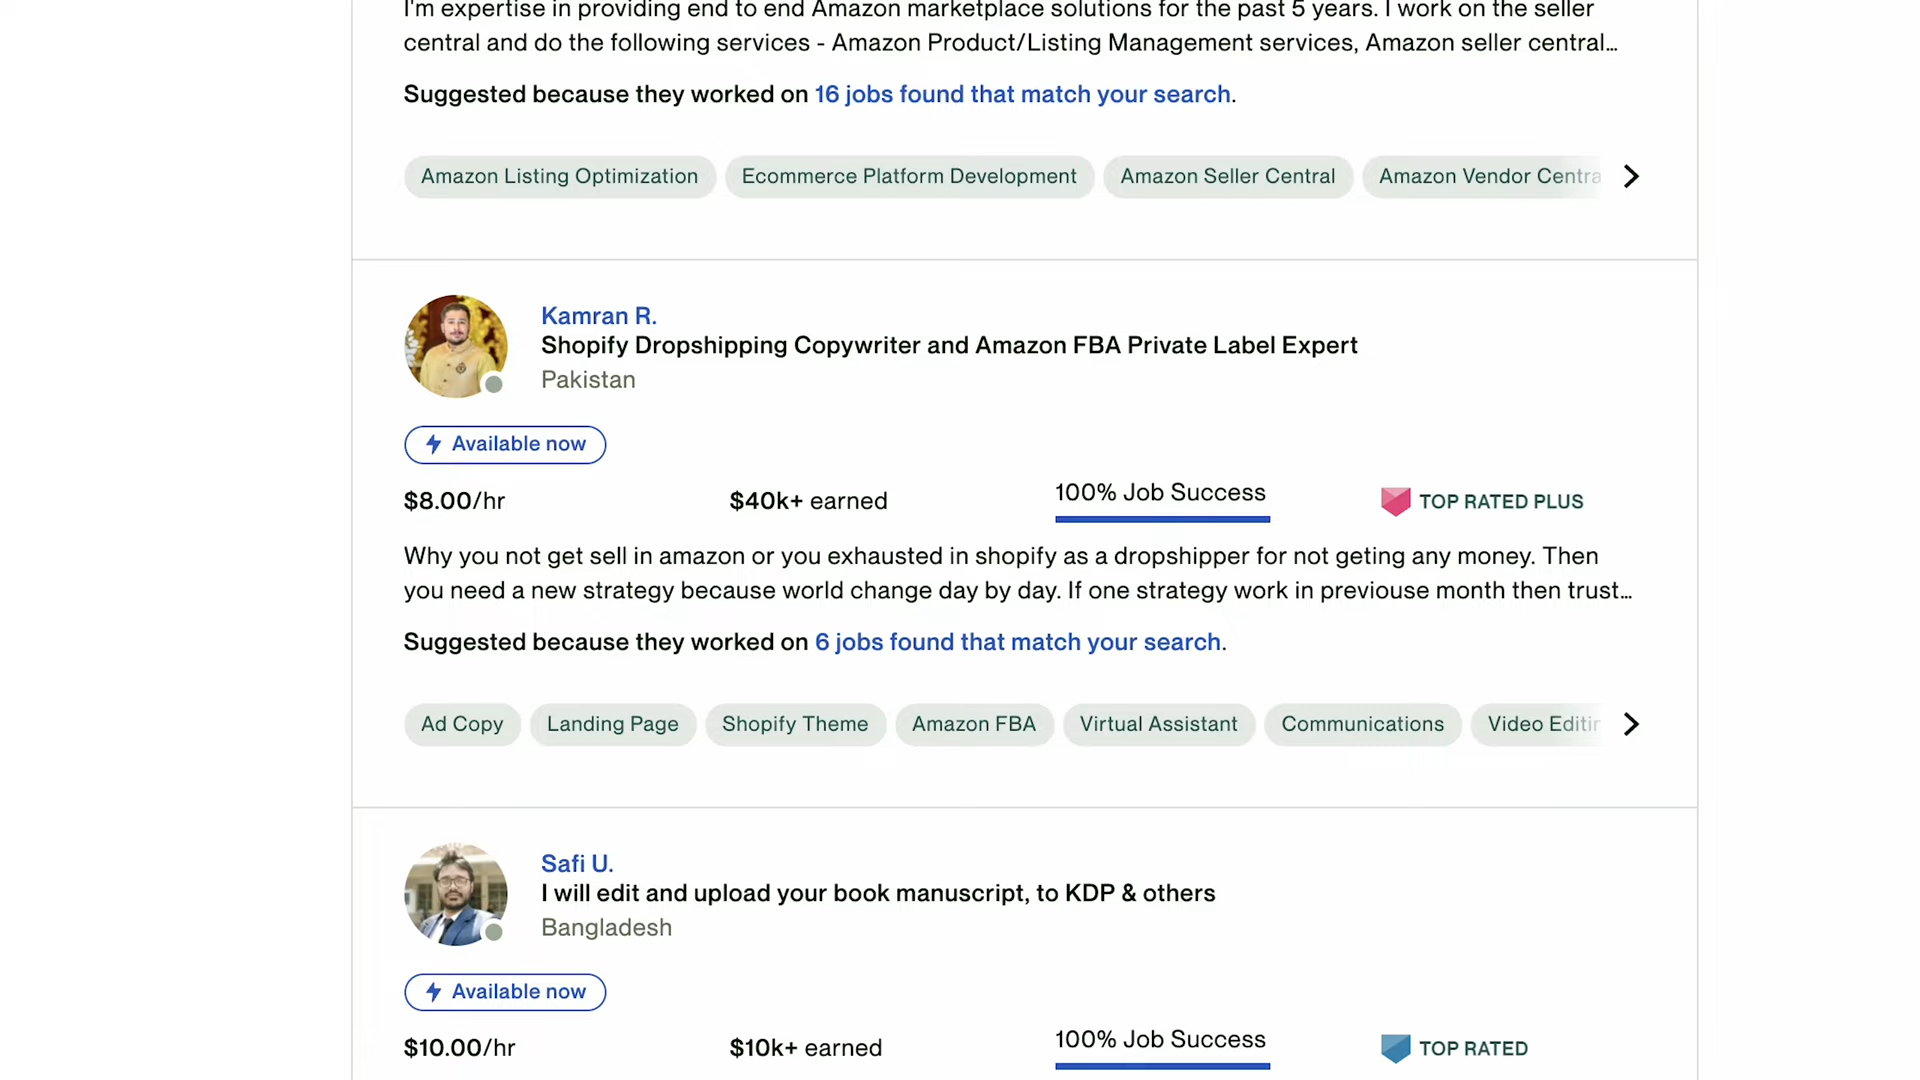 I'm expertise in providing end to end Amazon marketplace solutions for the past 5 years. I work on the seller
central and do the following services - Amazon Product/Listing Management services, Amazon seller central...
Suggested because they worked on 16 jobs found that match your search.
Amazon Listing Optimization Ecommerce Platform Development Amazon Seller Central Amazon Vendor Centra
Kamran R.
Shopify Dropshipping Copywriter and Amazon FBA Private Label Expert
Pakistan
Available now
$8.00/hr $40k+ earned 100% Job Success TOP RATED PLUS
Why you not get sell in amazon or you exhausted in shopify as a dropshipper for not geting any money. Then
you need a new strategy because world change day by day. If one strategy work in previouse month then trust...
Suggested because they worked on 6 jobs found that match your search.
Ad Copy Landing Page Shopify Theme Amazon FBA Virtual Assistant Communications Video Editin
Safi U.
I will edit and upload your book manuscript, to KDP & others
Bangladesh
Available now
$10.00/hr $10k+ earned 100% Job Success TOP RATED